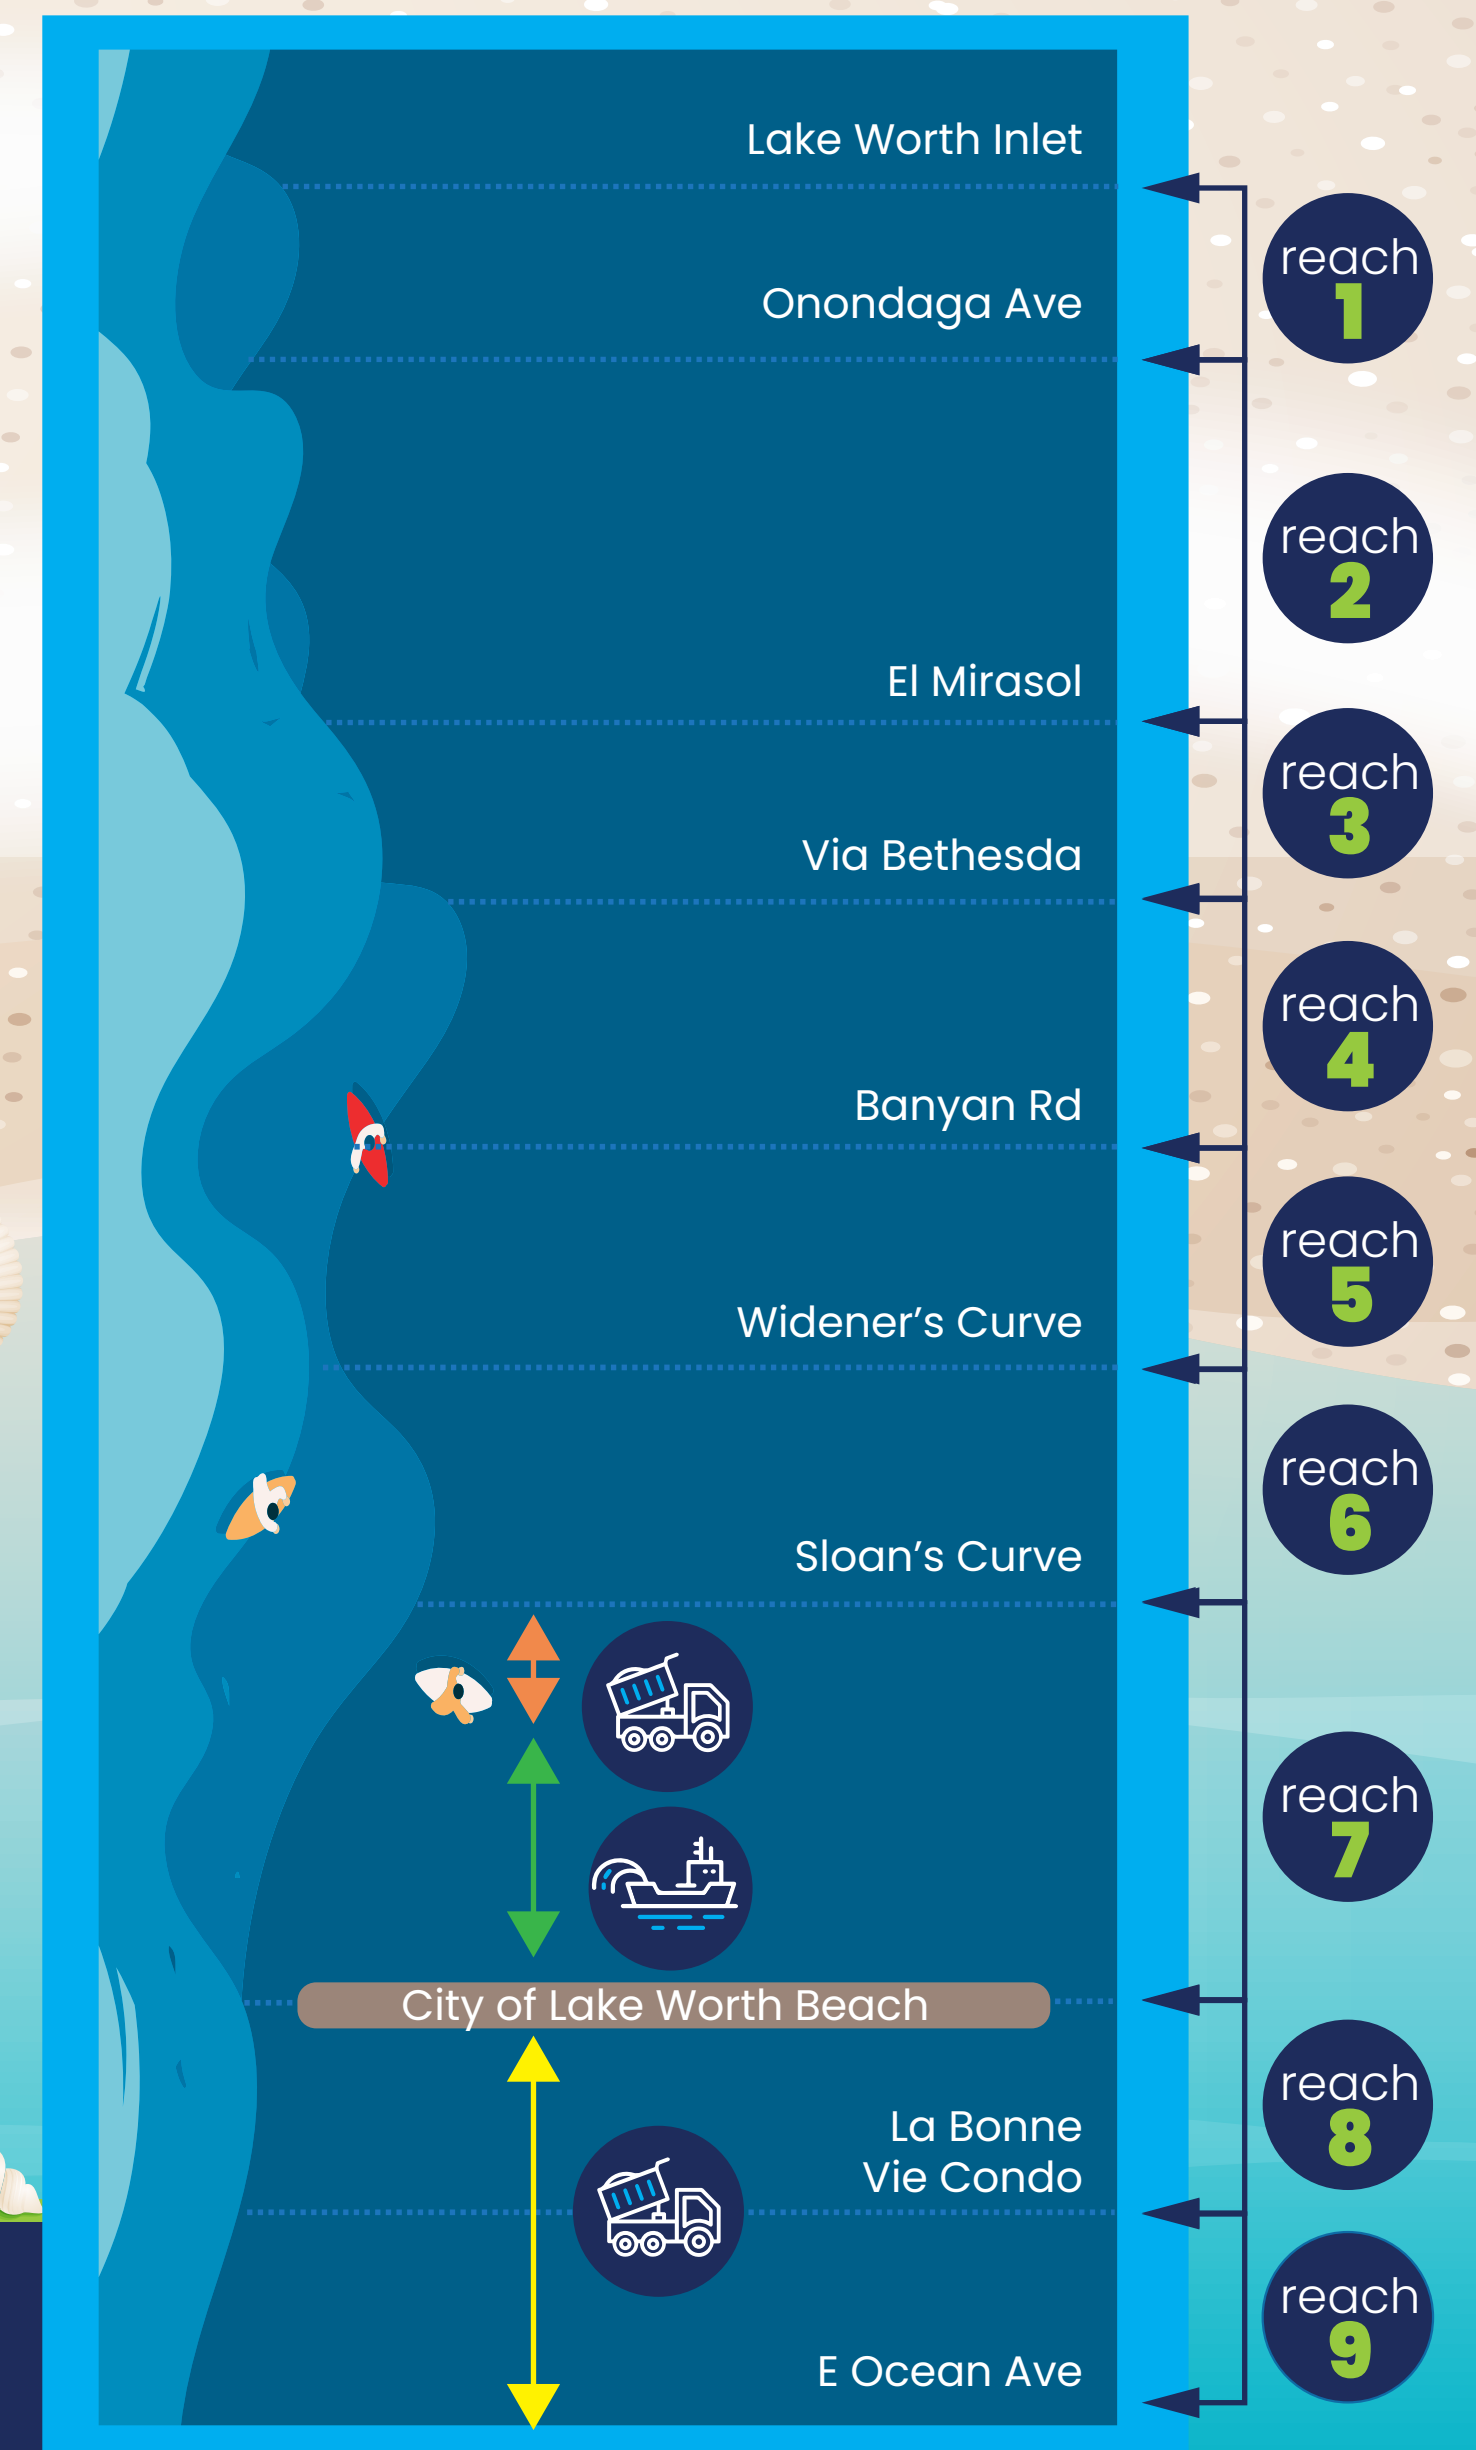 Lake Worth Inlet
reach
1
Onondaga Ave
reach
2
El Mirasol
reach
3
Via Bethesda
reach
4
Banyan Rd
reach
5
Widener’s Curve
reach
6
Sloan’s Curve
reach
7
City of Lake Worth Beach
reach
8
La Bonne
Vie Condo
reach
9
E Ocean Ave